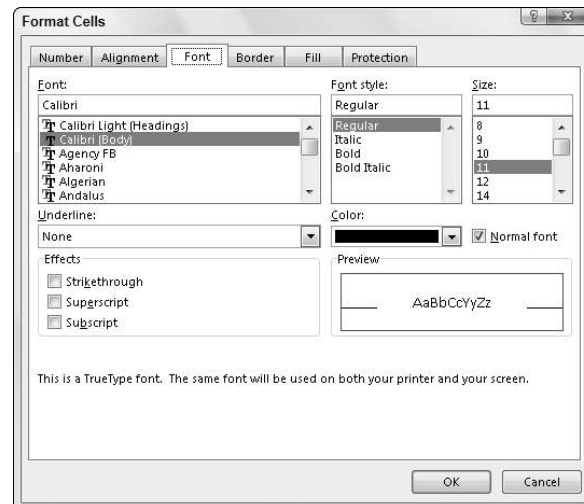 Format Cells
Number Alignment Font Border Fill Protection
Font: Font style: Size:
Calibri Regular 11
Calibri Light (Headings) Regular 8
Calibri (Body) Italic 9
Agency FB Bold 10
Aharoni Bold Italic 11
Algerian 12
Andalus 14
Underline: Color:
None Normal font
Effects Preview
Strikethrough
Superscript AaBbCcYyZz
Subscript
This is a TrueType font. The same font will be used on both your printer and your screen.
OK Cancel